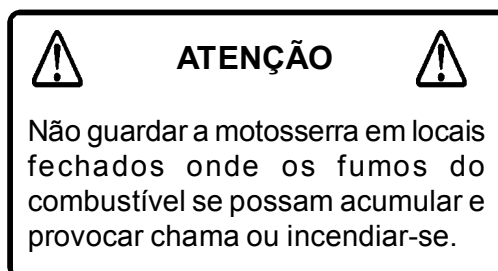 ATENÇÃO
Não guardar a motosserra em locais
fechados onde os fumos do
combustível se possam acumular e
provocar chama ou incendiar-se.